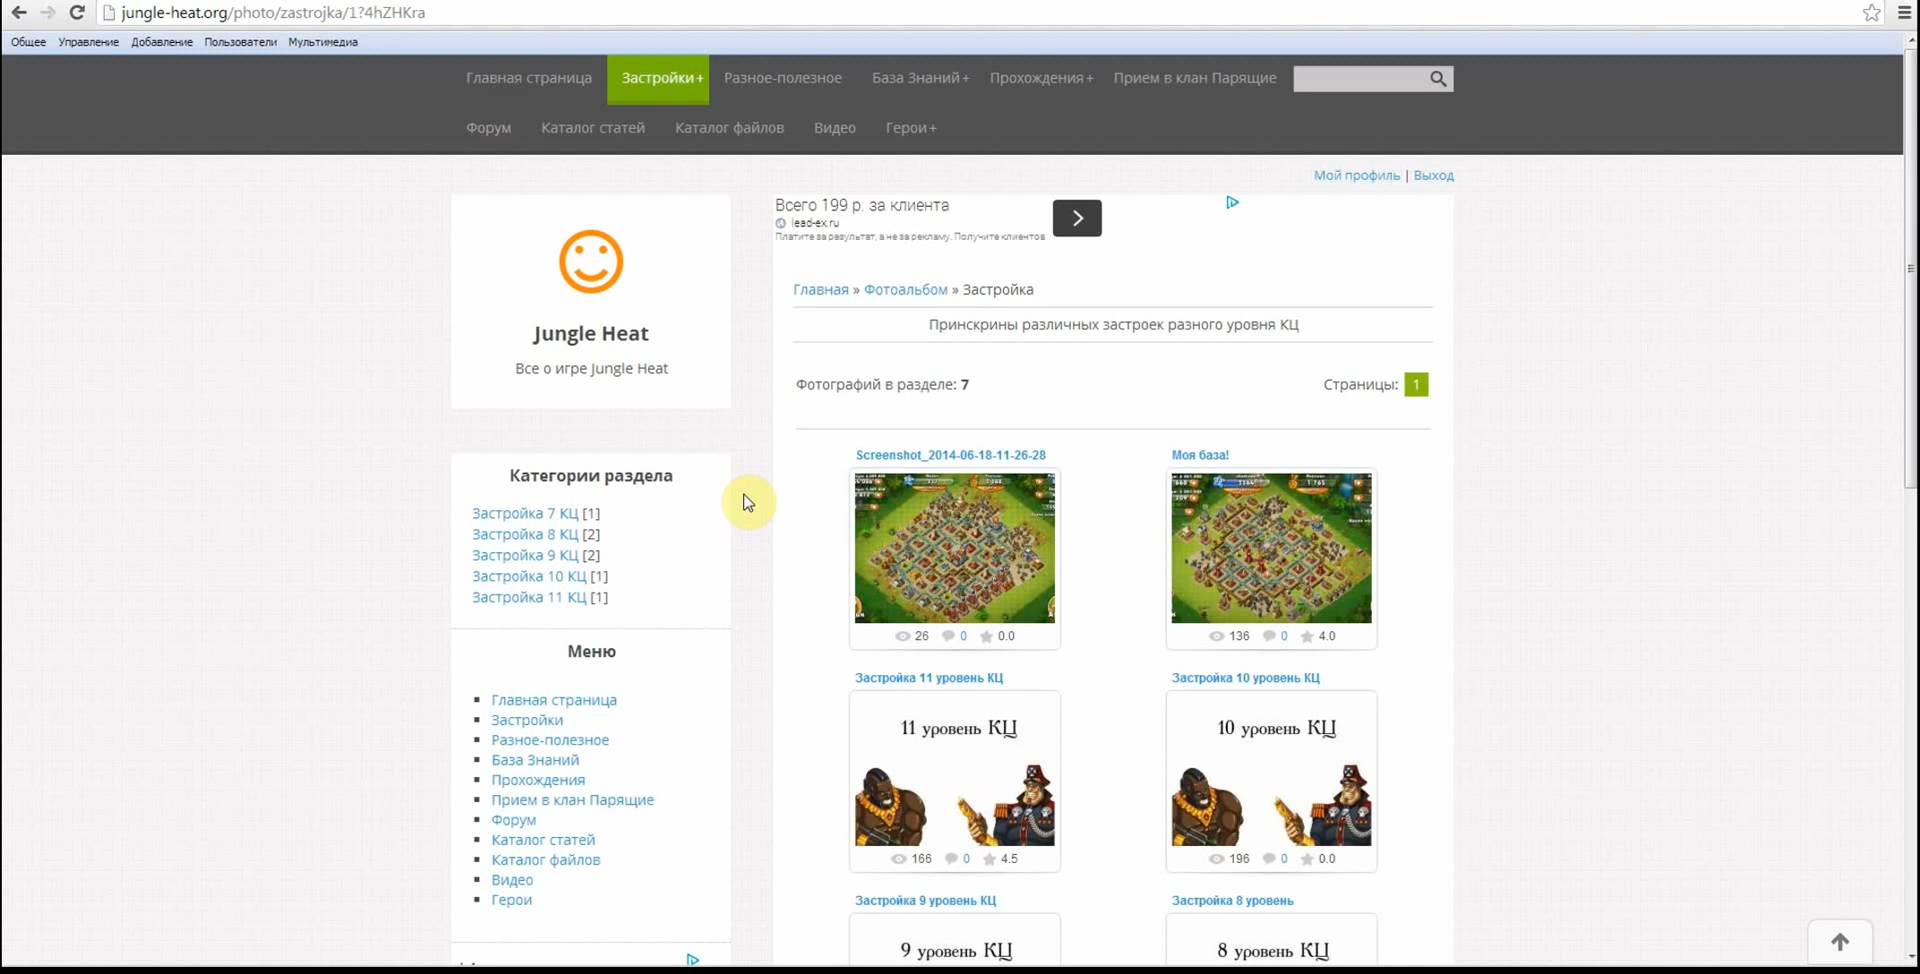 jungle-heat.org/photo/zastrojka/1?4hZHKra
Общее Управление Добавление Пользователи Мультимедиа
Главная страница Застройки+ Разное-полезное База Знаний+ Прохождения+ Прием в клан Парящие
Форум Каталог статей Каталог файлов Видео Герои+
Мой профиль | Выход
Jungle Heat
Все о игре Jungle Heat
Категории раздела
Застройка 7 КЦ [1]
Застройка 8 КЦ [2]
Застройка 9 КЦ [2]
Застройка 10 КЦ [1]
Застройка 11 КЦ [1]
Меню
Главная страница
Застройки
Разное-полезное
База Знаний
Прохождения
Прием в клан Парящие
Форум
Каталог статей
Каталог файлов
Видео
Герои
Всего 199 р. за клиента
lead-ex.ru
Платите за результат, а не за рекламу. Получите клиентов
Главная » Фотоальбом » Застройка
Принскрины различных застроек разного уровня КЦ
Фотографий в разделе: 7 Страницы: 1
Screenshot_2014-06-18-11-26-28 Моя база!
26 0 0.0 136 0 4.0
Застройка 11 уровень КЦ Застройка 10 уровень КЦ
11 уровень КЦ 10 уровень КЦ
166 0 4.5 196 0 0.0
Застройка 9 уровень КЦ Застройка 8 уровень
9 уровень КЦ 8 уровень КЦ